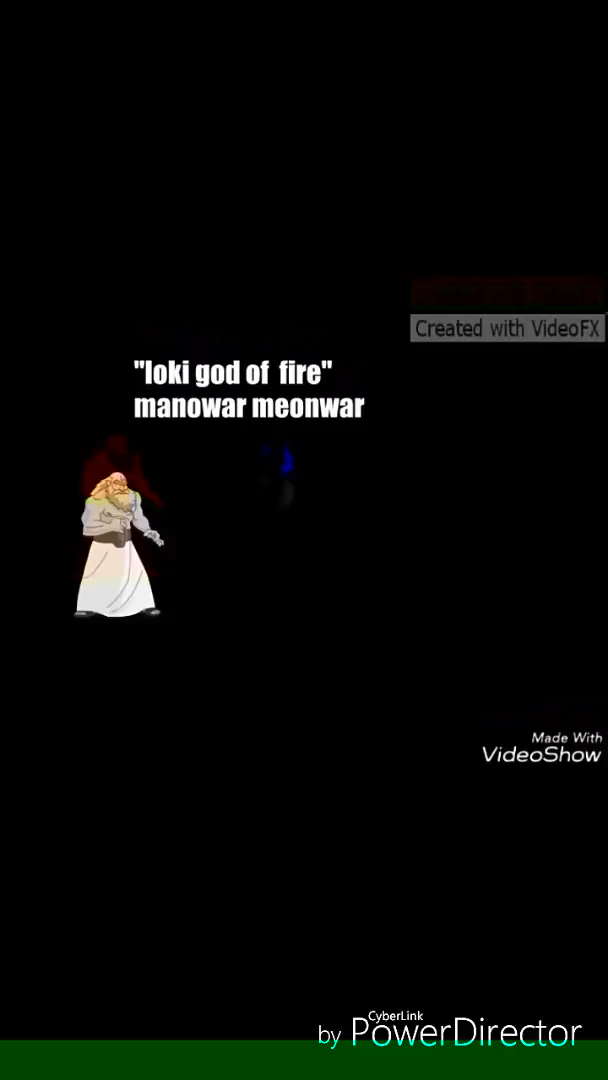 Created with VideoFX
"loki god of fire"
manowar meonwar
Made With
VideoShow
CyberLink
by PowerDirector